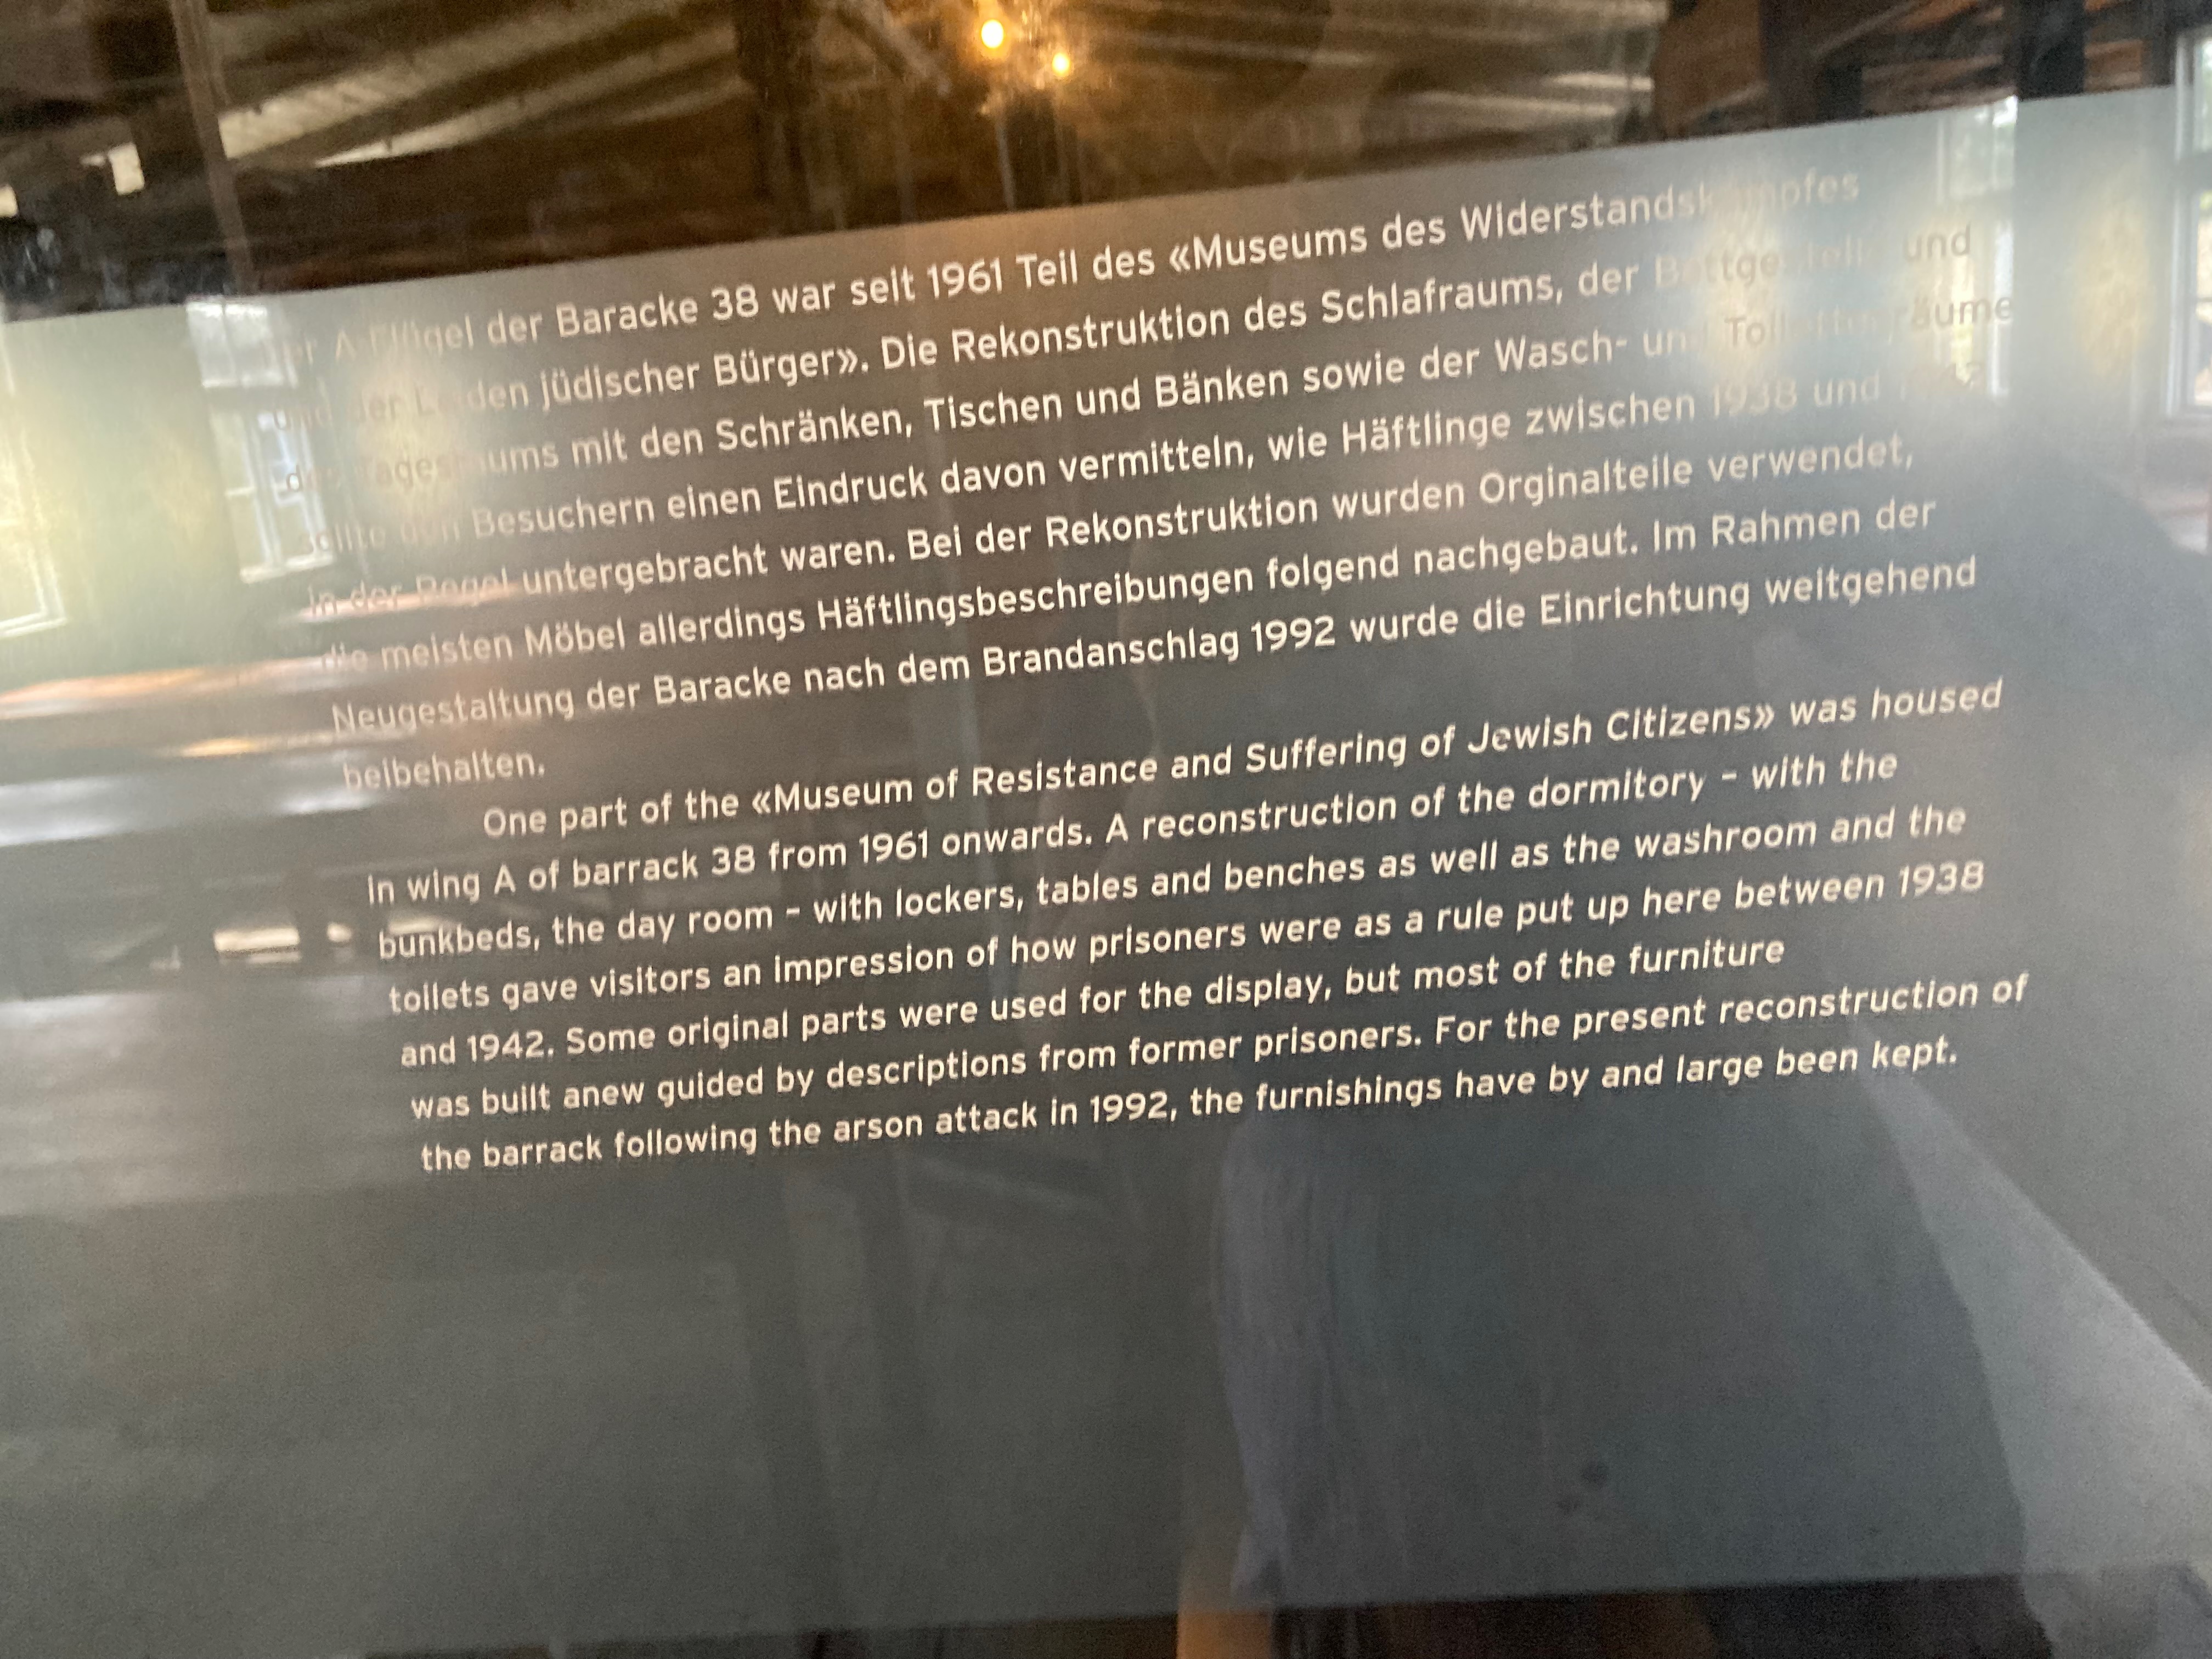 A-Flügel der Baracke 38 war seit 1961 Teil des «Museums des Widerstandskampfes
und der Leiden jüdischer Bürger». Die Rekonstruktion des Schlafraums, der und
des Tagesraums mit den Schränken, Tischen und Bänken sowie der Wasch- und Toilettenräume
sollte den Besuchern einen Eindruck davon vermitteln, wie Häftlinge zwischen 1938 und
in der Regel untergebracht waren. Bei der Rekonstruktion wurden Orginalteile verwendet,
die meisten Möbel allerdings Häftlingsbeschreibungen folgend nachgebaut. Im Rahmen der
Neugestaltung der Baracke nach dem Brandanschlag 1992 wurde die Einrichtung weitgehend
beibehalten.
One part of the «Museum of Resistance and Suffering of Jewish Citizens» was housed
in wing A of barrack 38 from 1961 onwards. A reconstruction of the dormitory – with the
bunkbeds, the day room – with lockers, tables and benches as well as the washroom and the
toilets gave visitors an impression of how prisoners were as a rule put up here between 1938
and 1942. Some original parts were used for the display, but most of the furniture
was built anew guided by descriptions from former prisoners. For the present reconstruction of
the barrack following the arson attack in 1992, the furnishings have by and large been kept.